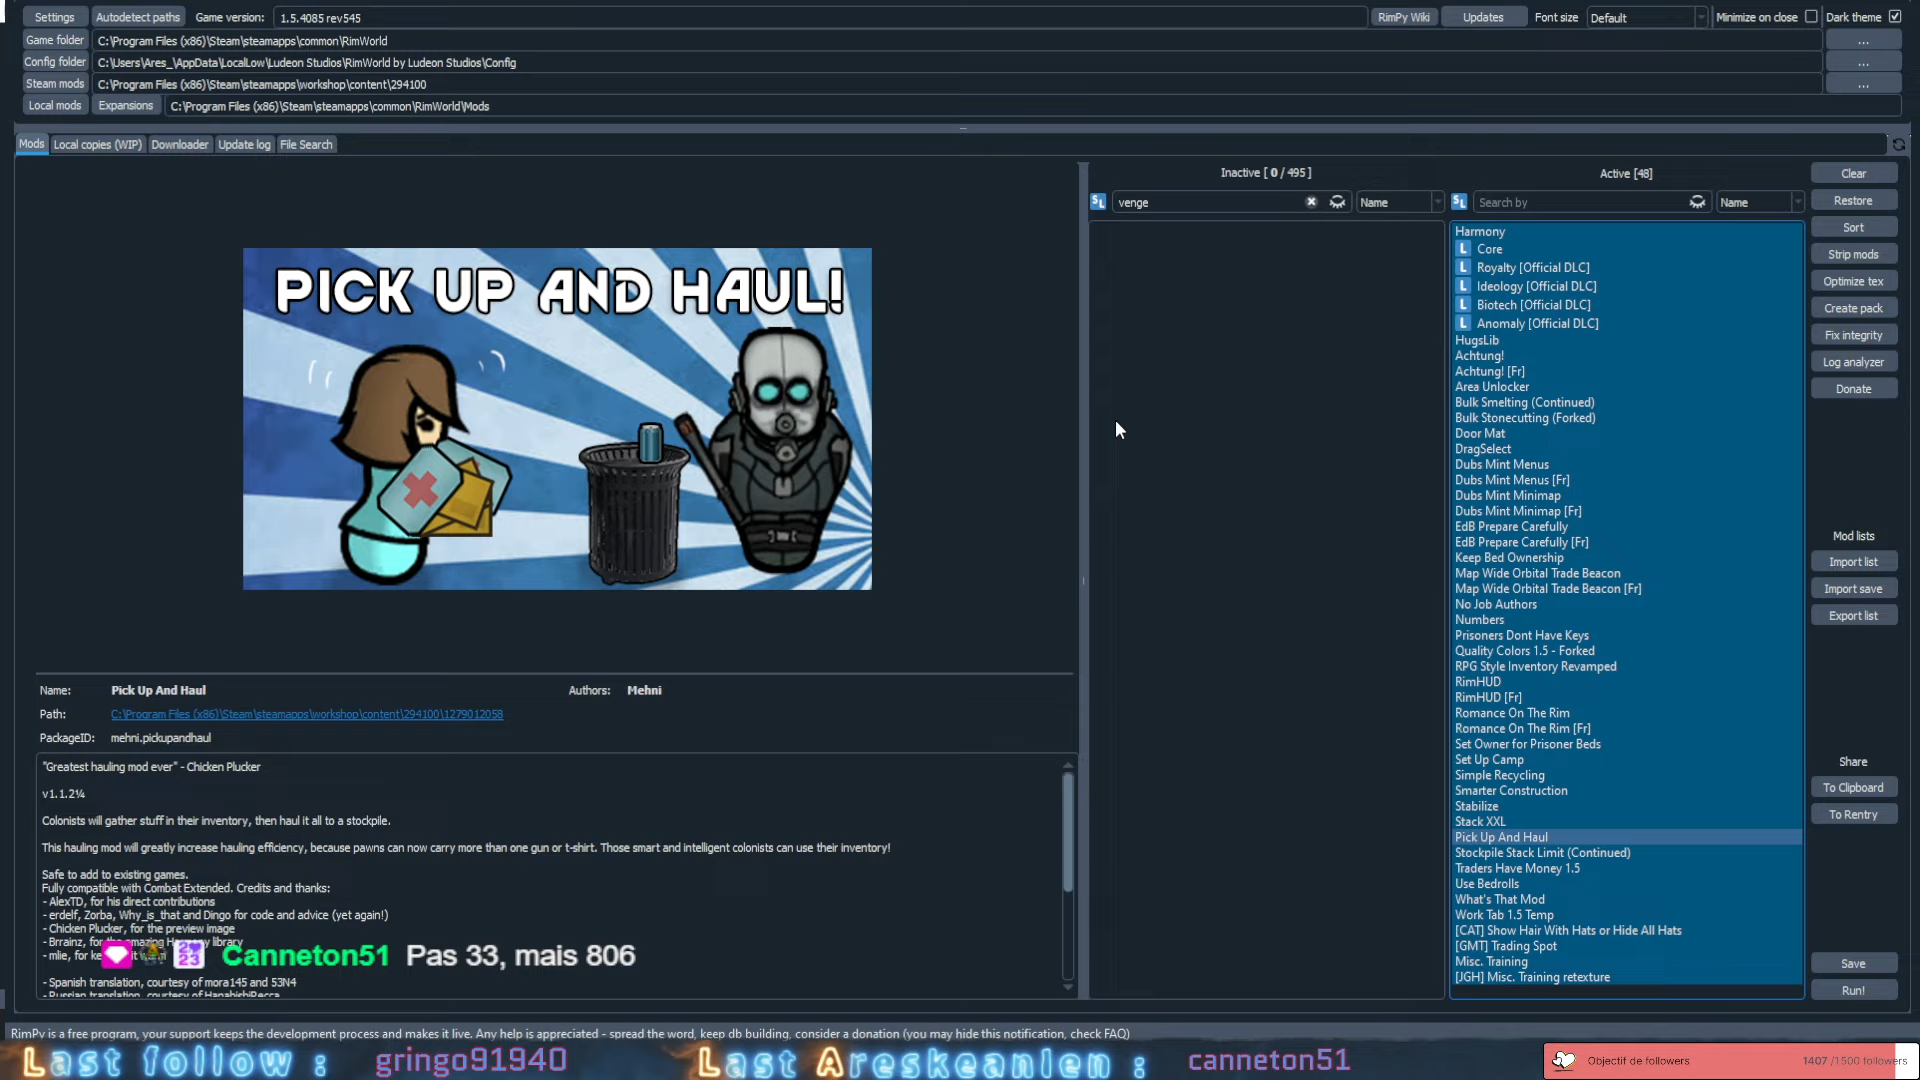 Settings Autodetect paths Game version: 1.5.4085 rev545 RimPy Wiki Updates Font size Default Minimize on close Dark theme
Game folder C:\Program Files (x86)\Steam\steamapps\common\RimWorld ...
Config folder C:\Users\Ares_\AppData\LocalLow\Ludeon Studios\RimWorld by Ludeon Studios\Config ...
Steam mods C:\Program Files (x86)\Steam\steamapps\workshop\content\294100 ...
Local mods Expansions C:\Program Files (x86)\Steam\steamapps\common\RimWorld\Mods
Mods Local copies (WIP) Downloader Update log File Search
PICK UP AND HAUL!
Name: Pick Up And Haul Authors: Mehni
Path: C:\Program Files (x86)\Steam\steamapps\workshop\content\294100\1279012058
PackageID: mehni.pickupandhaul
"Greatest hauling mod ever" - Chicken Plucker
v1.1.2¼
Colonists will gather stuff in their inventory, then haul it all to a stockpile.
This hauling mod will greatly increase hauling efficiency, because pawns can now carry more than one gun or t-shirt. Those smart and intelligent colonists can use their inventory!
Safe to add to existing games.
Fully compatible with Combat Extended. Credits and thanks:
- AlexTD, for his direct contributions
- erdelf, Zorba, Why_is_that and Dingo for code and advice (yet again!)
- Chicken Plucker, for the preview image
- Brrainz, for the amazing Harmony library
- mlie, for
- Spanish translation, courtesy of mora145 and 53N4
- Russian translation, courtesy of HanabishiRecca
Canneton51 Pas 33, mais 806
Inactive [ 0 / 495 ]
SL venge Name
Active [48]
SL Search by Name
Harmony
L Core
L Royalty [Official DLC]
L Ideology [Official DLC]
L Biotech [Official DLC]
L Anomaly [Official DLC]
HugsLib
Achtung!
Achtung! [Fr]
Area Unlocker
Bulk Smelting (Continued)
Bulk Stonecutting (Forked)
Door Mat
DragSelect
Dubs Mint Menus
Dubs Mint Menus [Fr]
Dubs Mint Minimap
Dubs Mint Minimap [Fr]
EdB Prepare Carefully
EdB Prepare Carefully [Fr]
Keep Bed Ownership
Map Wide Orbital Trade Beacon
Map Wide Orbital Trade Beacon [Fr]
No Job Authors
Numbers
Prisoners Dont Have Keys
Quality Colors 1.5 - Forked
RPG Style Inventory Revamped
RimHUD
RimHUD [Fr]
Romance On The Rim
Romance On The Rim [Fr]
Set Owner for Prisoner Beds
Set Up Camp
Simple Recycling
Smarter Construction
Stabilize
Stack XXL
Pick Up And Haul
Stockpile Stack Limit (Continued)
Traders Have Money 1.5
Use Bedrolls
What's That Mod
Work Tab 1.5 Temp
[CAT] Show Hair With Hats or Hide All Hats
[GMT] Trading Spot
Misc. Training
[JGH] Misc. Training retexture
Clear
Restore
Sort
Strip mods
Optimize tex
Create pack
Fix integrity
Log analyzer
Donate
Mod lists
Import list
Import save
Export list
Share
To Clipboard
To Rentry
Save
Run!
RimPy is a free program, your support keeps the development process and makes it live. Any help is appreciated - spread the word, keep db building, consider a donation (you may hide this notification, check FAQ)
Last follow : gringo91940 Last Areskeanien : canneton51
Objectif de followers 1407 / 1500 followers